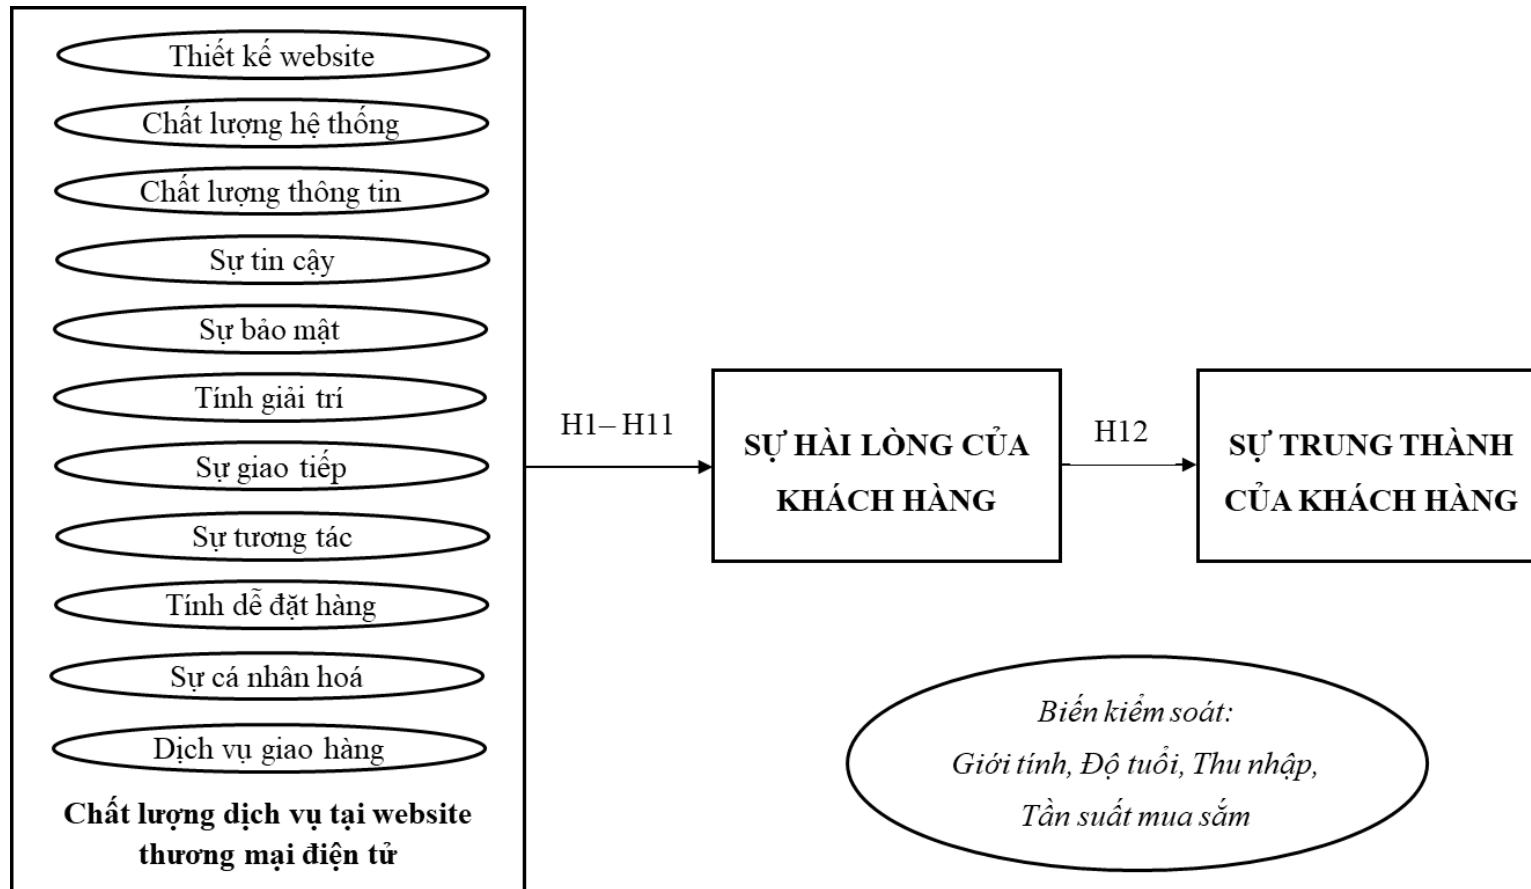 Thiết kế website
Chất lượng hệ thống
Chất lượng thông tin
Sự tin cậy
Sự bảo mật
Tính giải trí
Sự giao tiếp
Sự tương tác
Tính dễ đặt hàng
Sự cá nhân hoá
Dịch vụ giao hàng
Chất lượng dịch vụ tại website
thương mại điện tử
H1– H11
SỰ HÀI LÒNG CỦA
KHÁCH HÀNG
H12
SỰ TRUNG THÀNH
CỦA KHÁCH HÀNG
Biến kiểm soát:
Giới tính, Độ tuổi, Thu nhập,
Tần suất mua sắm